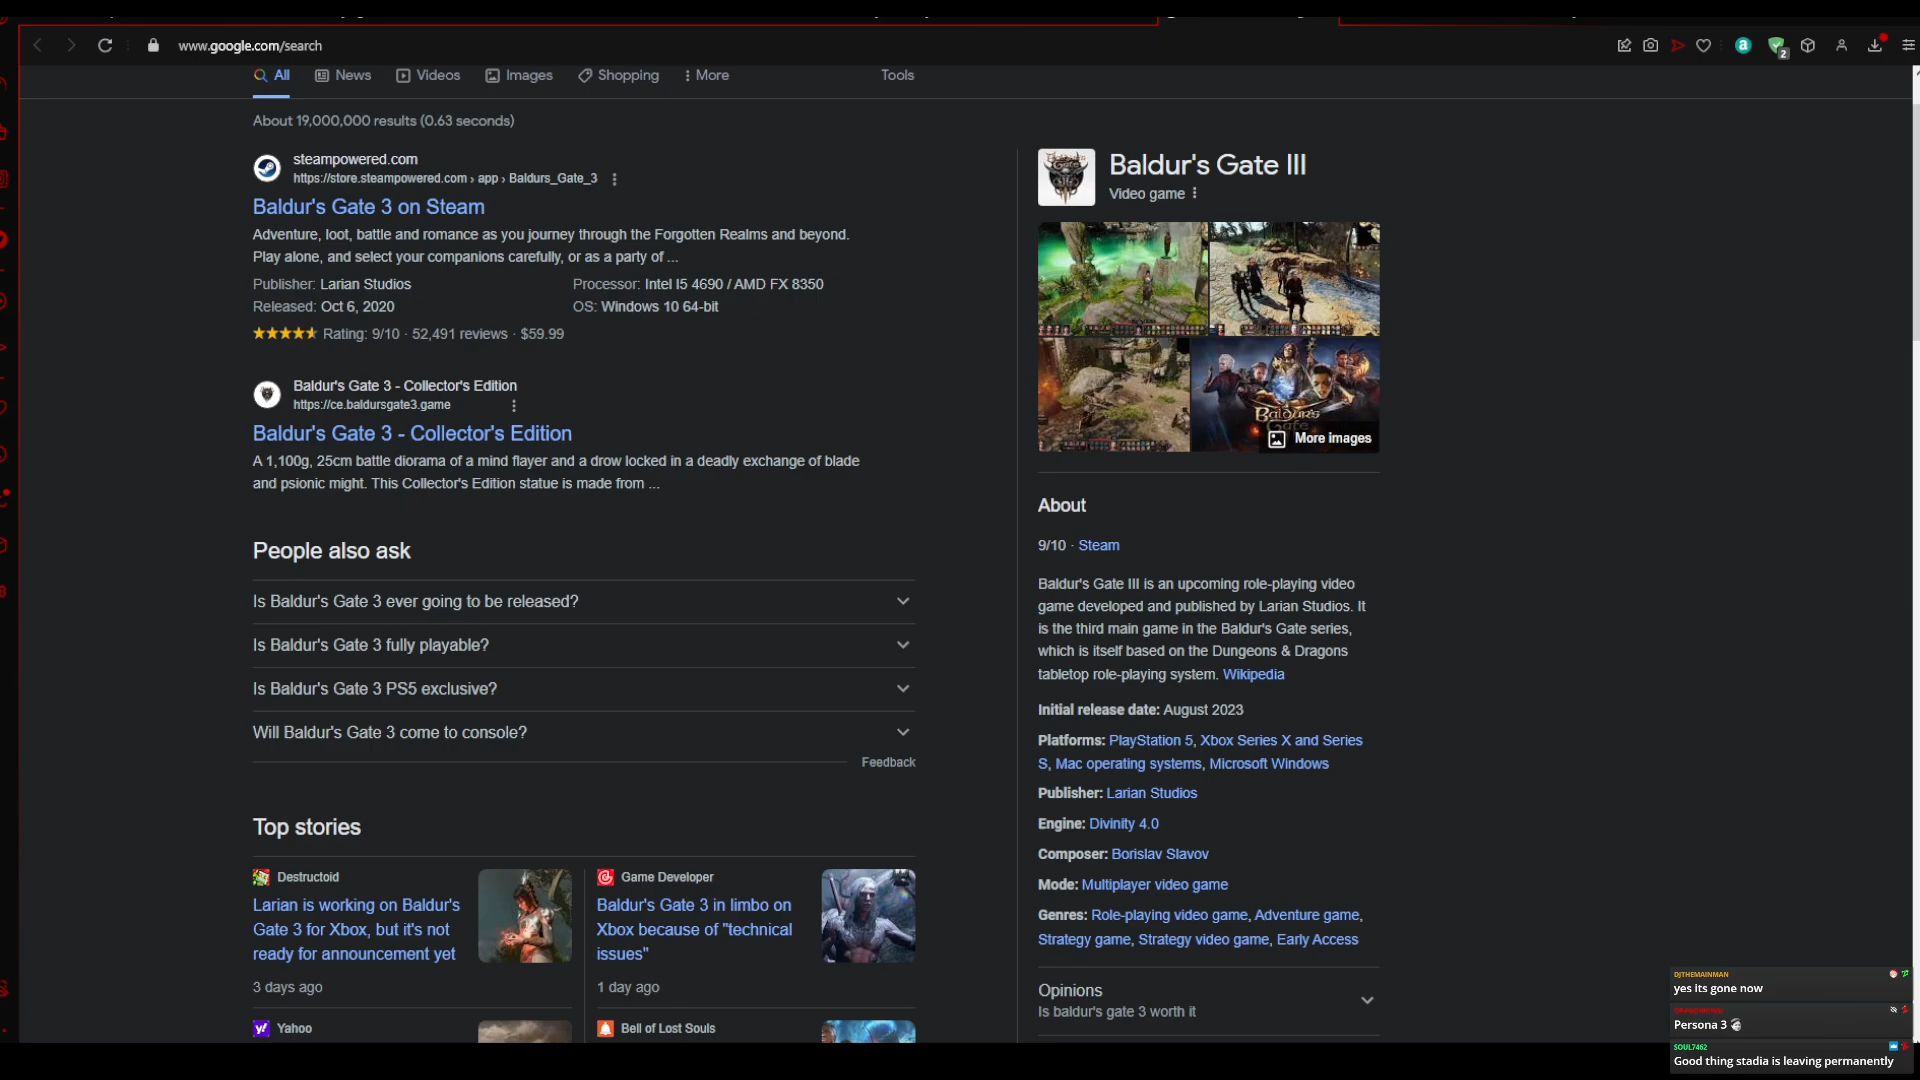 www.google.com/search
2
All
News
Videos
Images
Shopping
More
Tools
About 19,000,000 results (0.63 seconds)
steampowered.com
https://store.steampowered.com › app › Baldurs_Gate_3
Baldur's Gate 3 on Steam
Adventure, loot, battle and romance as you journey through the Forgotten Realms and beyond.
Play alone, and select your companions carefully, or as a party of ...
Publisher: Larian Studios
Processor: Intel I5 4690 / AMD FX 8350
Released: Oct 6, 2020
OS: Windows 10 64-bit
Rating: 9/10 · 52,491 reviews · $59.99
Baldur's Gate 3 - Collector's Edition
https://ce.baldursgate3.game
Baldur's Gate 3 - Collector's Edition
A 1,100g, 25cm battle diorama of a mind flayer and a drow locked in a deadly exchange of blade
and psionic might. This Collector's Edition statue is made from ...
People also ask
Is Baldur's Gate 3 ever going to be released?
Is Baldur's Gate 3 fully playable?
Is Baldur's Gate 3 PS5 exclusive?
Will Baldur's Gate 3 come to console?
Feedback
Top stories
Destructoid
Larian is working on Baldur's
Gate 3 for Xbox, but it's not
ready for announcement yet
3 days ago
Game Developer
Baldur's Gate 3 in limbo on
Xbox because of "technical
issues"
1 day ago
Yahoo
Bell of Lost Souls
Baldur's Gate III
Video game
Baldur's
Gate
More images
About
9/10 · Steam
Baldur's Gate III is an upcoming role-playing video
game developed and published by Larian Studios. It
is the third main game in the Baldur's Gate series,
which is itself based on the Dungeons & Dragons
tabletop role-playing system. Wikipedia
Initial release date: August 2023
Platforms: PlayStation 5, Xbox Series X and Series
S, Mac operating systems, Microsoft Windows
Publisher: Larian Studios
Engine: Divinity 4.0
Composer: Borislav Slavov
Mode: Multiplayer video game
Genres: Role-playing video game, Adventure game,
Strategy game, Strategy video game, Early Access
Opinions
Is baldur's gate 3 worth it
DJTHEMAINMAN
yes its gone now
Persona 3
SOUL7462
Good thing stadia is leaving permanently